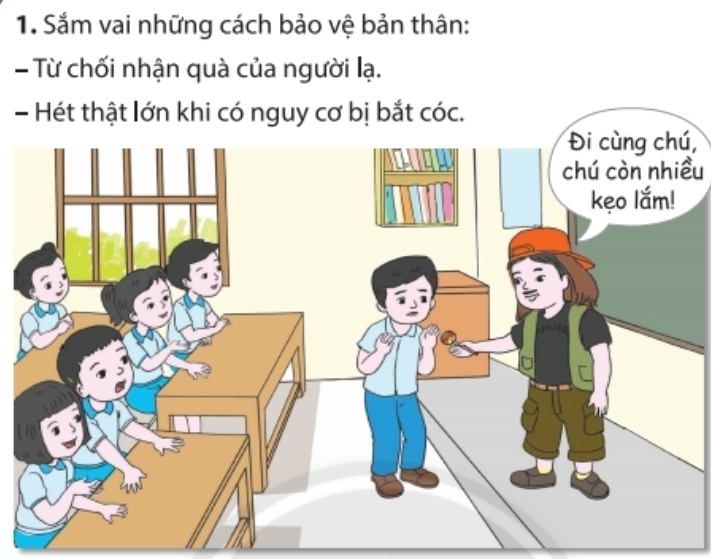 1. Sắm vai những cách bảo vệ bản thân:
– Từ chối nhận quà của người lạ.
– Hét thật lớn khi có nguy cơ bị bắt cóc.
Đi cùng chú,
chú còn nhiều
kẹo lắm!